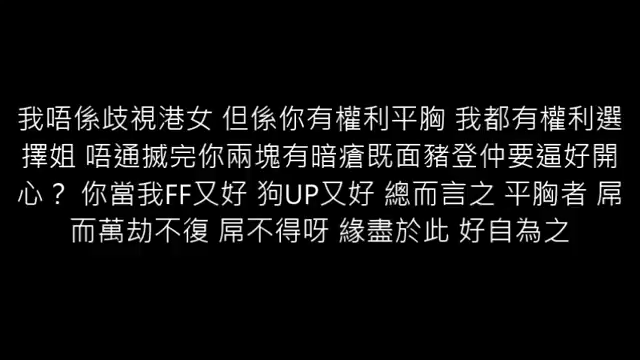 我唔係歧視港女 但係你有權利平胸 我都有權利選
擇姐 唔通搣完你兩塊有暗瘡既面豬登仲要逼好開
心？ 你當我FF又好 狗UP又好 總而言之 平胸者 屌
而萬劫不復 屌不得呀 緣盡於此 好自為之